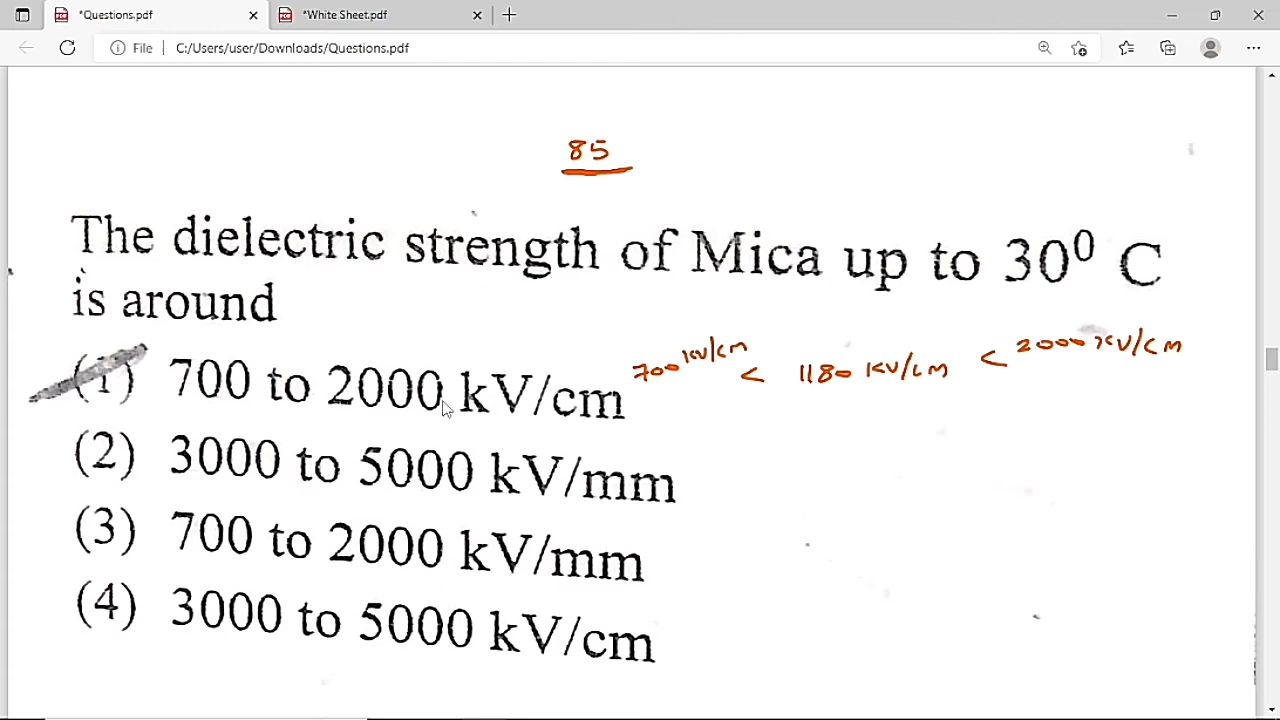 *Questions.pdf
*White Sheet.pdf
File C:/Users/user/Downloads/Questions.pdf
85
The dielectric strength of Mica up to 30⁰ C
is around
(1) 700 to 2000 kV/cm 700 KV/cm < 1180 KV/cm < 2000 KV/cm
(2) 3000 to 5000 kV/mm
(3) 700 to 2000 kV/mm
(4) 3000 to 5000 kV/cm